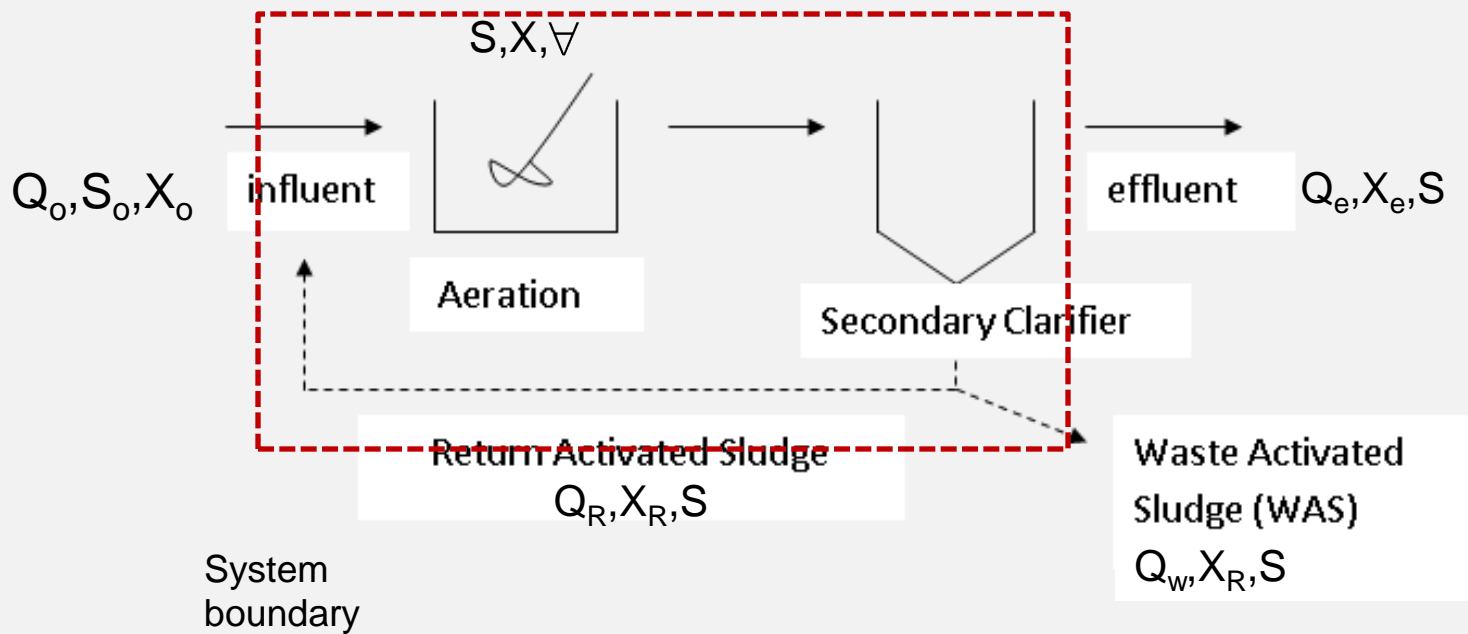 S,X,∀
Qo,So,Xo
influent
effluent
Qe,Xe,S
Aeration
Secondary Clarifier
Return Activated Sludge
QR,XR,S
Waste Activated
Sludge (WAS)
Qw,XR,S
System
boundary